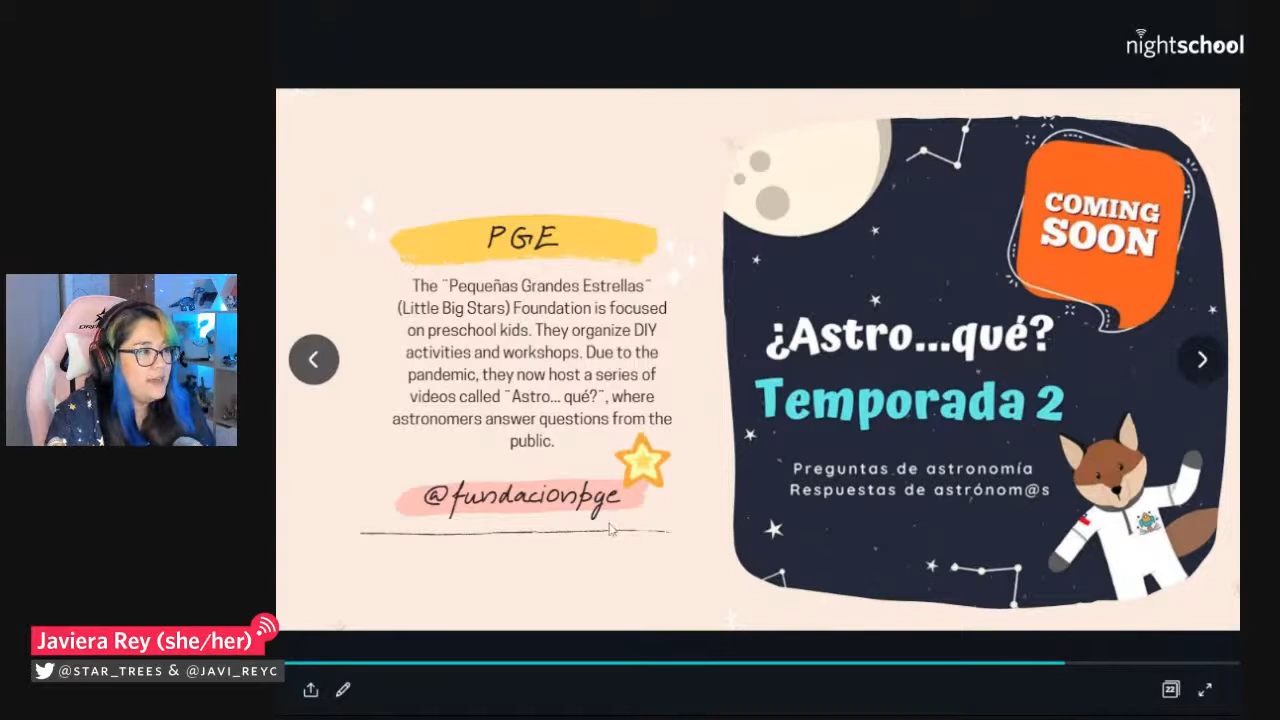 nightschool
PGE
The ¨Pequeñas Grandes Estrellas¨
(Little Big Stars) Foundation is focused
on preschool kids. They organize DIY
activities and workshops. Due to the
pandemic, they now host a series of
videos called ¨Astro... qué?¨, where
astronomers answer questions from the
public.
@fundacionpge
COMING
SOON
¿Astro...qué?
Temporada 2
Preguntas de astronomía
Respuestas de astrónom@s
Javiera Rey (she/her)
@STAR_TREES & @JAVI_REYC
22